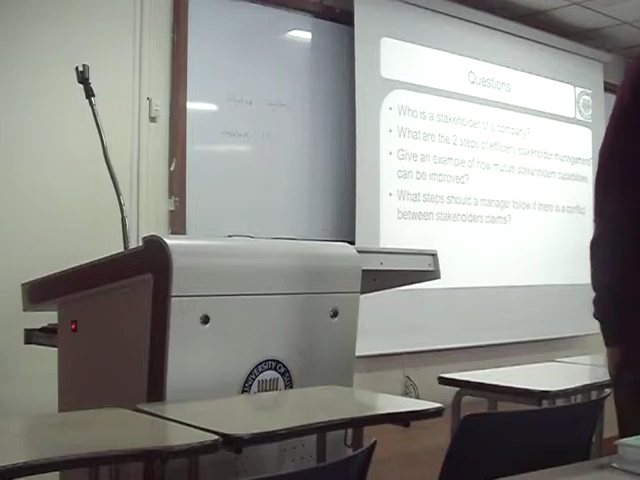 Questions
• Who is a stakeholder of a company?
• What are the 2 steps of efficient stakeholder management?
• Give an example of how mutual stakeholders capabilities
can be improved?
• What steps should a manager follow if there is a conflict
between stakeholders claims?
UNIVERSITY OF